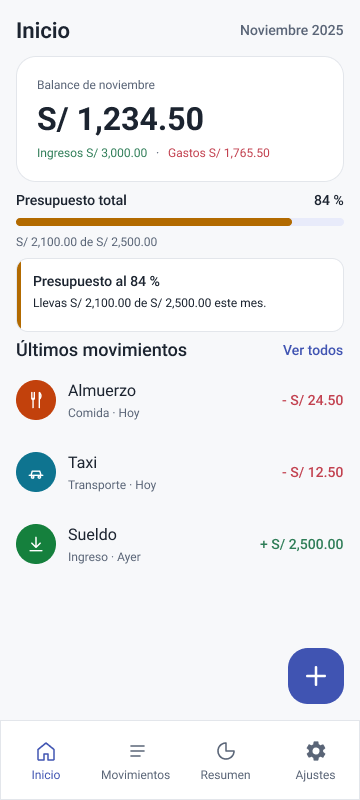 Inicio
Noviembre 2025
Balance de noviembre
S/ 1,234.50
Ingresos S/ 3,000.00 · Gastos S/ 1,765.50
Presupuesto total
84 %
S/ 2,100.00 de S/ 2,500.00
Presupuesto al 84 %
Llevas S/ 2,100.00 de S/ 2,500.00 este mes.
Últimos movimientos
Ver todos
Almuerzo
Comida · Hoy
- S/ 24.50
Taxi
Transporte · Hoy
- S/ 12.50
Sueldo
Ingreso · Ayer
+ S/ 2,500.00
Inicio
Movimientos
Resumen
Ajustes